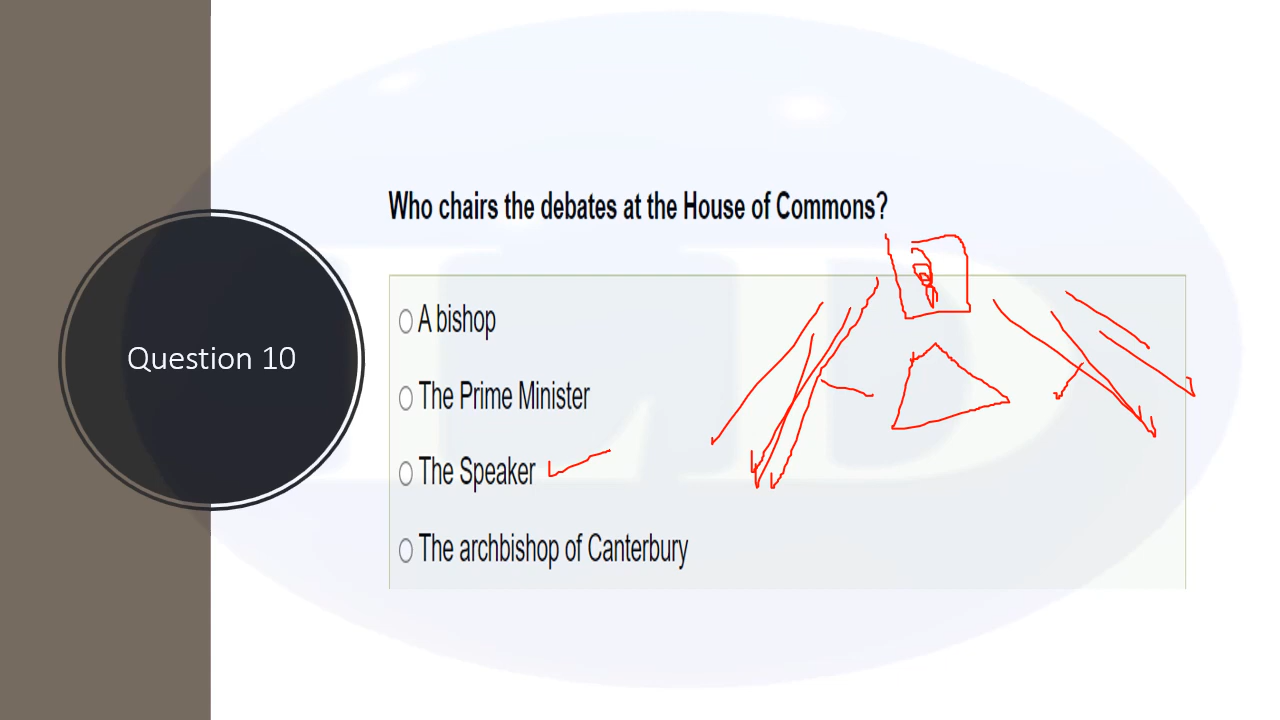 Who chairs the debates at the House of Commons?
A bishop
The Prime Minister
Question 10
The Speaker
The archbishop of Canterbury